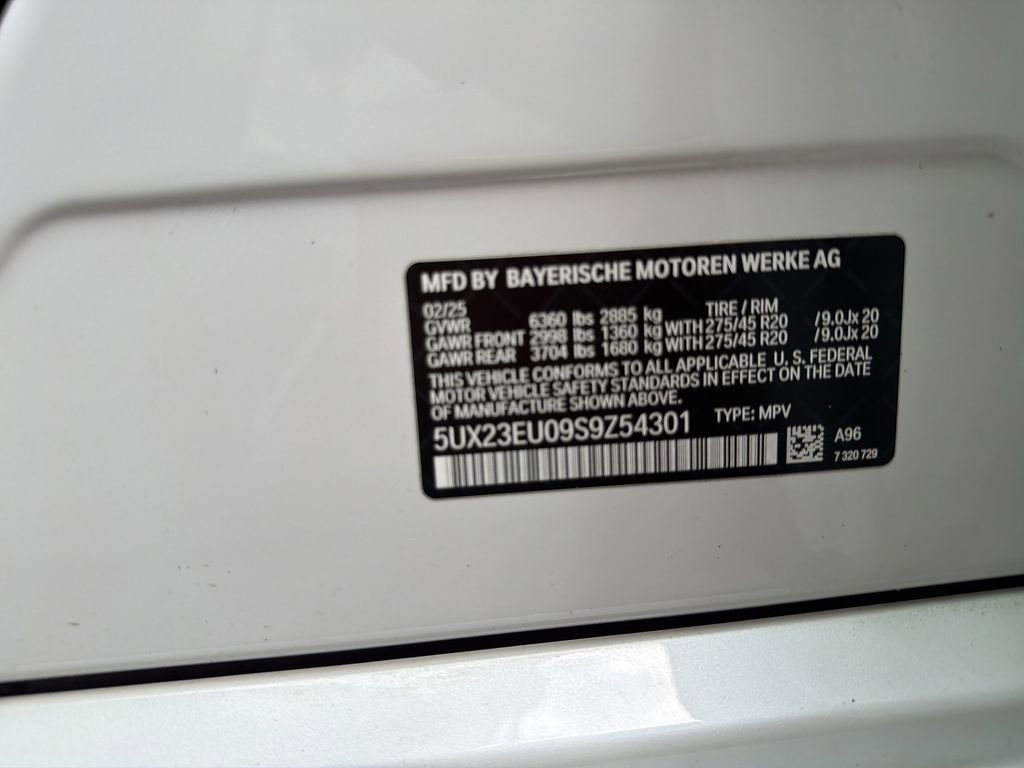 MFD BY BAYERISCHE MOTOREN WERKE AG
02/25 TIRE / RIM
GVWR 6360 lbs 2885 kg
GAWR FRONT 2998 lbs 1360 kg WITH 275/45 R20 / 9.0Jx 20
GAWR REAR 3704 lbs 1680 kg WITH 275/45 R20 / 9.0Jx 20
THIS VEHICLE CONFORMS TO ALL APPLICABLE U. S. FEDERAL
MOTOR VEHICLE SAFETY STANDARDS IN EFFECT ON THE DATE
OF MANUFACTURE SHOWN ABOVE.
5UX23EU09S9Z54301 TYPE: MPV
A96
7 320 729